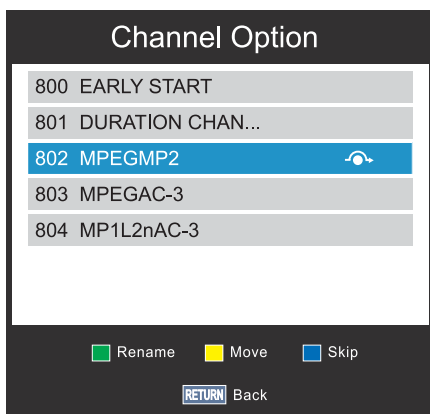 Channel Option
800 EARLY START
801 DURATION CHAN...
802 MPEGMP2
803 MPEGAC-3
804 MP1L2nAC-3
Rename Move Skip
RETURN Back